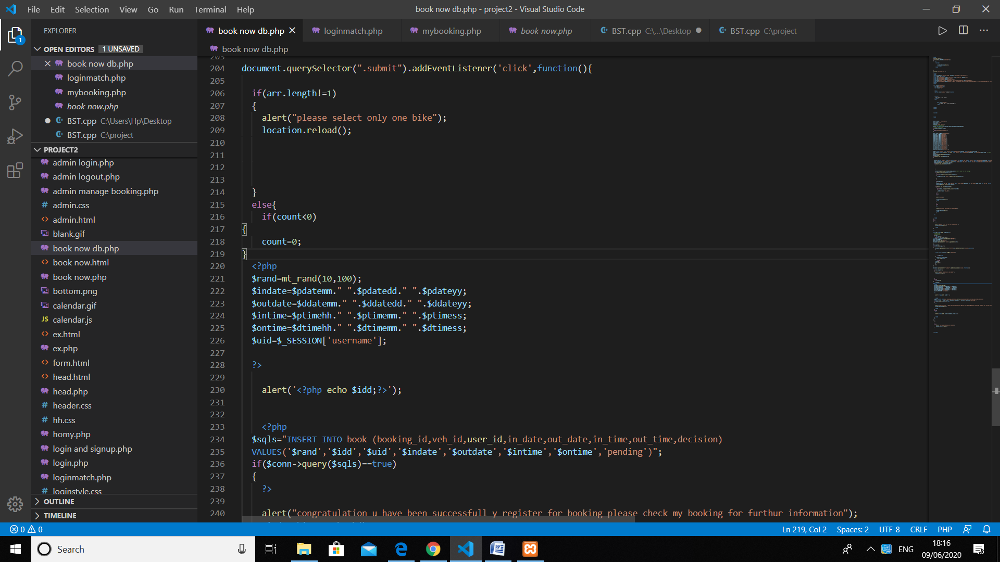 File Edit Selection View Go Run Terminal Help
book now db.php - project2 - Visual Studio Code
EXPLORER
OPEN EDITORS 1 UNSAVED
book now db.php
loginmatch.php
mybooking.php
book now.php
BST.cpp C:\Users\Hp\Desktop
BST.cpp C:\project
PROJECT2
admin login.php
admin logout.php
admin manage booking.php
admin.css
admin.html
blank.gif
book now db.php
book now.html
book now.php
bottom.png
calendar.gif
JS calendar.js
ex.html
ex.php
form.html
head.html
head.php
header.css
hh.css
homy.php
login and signup.php
login.php
loginmatch.php
loginstyle.css
OUTLINE
TIMELINE
book now db.php loginmatch.php mybooking.php book now.php BST.cpp C:\...\Desktop BST.cpp C:\project
book now db.php
203
204 document.querySelector(".submit").addEventListener('click',function(){
205
206 if(arr.length!=1)
207 {
208 alert("please select only one bike");
209 location.reload();
210
211
212
213
214 }
215 else{
216 if(count<0)
217 {
218 count=0;
219 }
220 <?php
221 $rand=mt_rand(10,100);
222 $indate=$pdatemm." ".$pdatedd." ".$pdateyy;
223 $outdate=$ddatemm." ".$ddatedd." ".$ddateyy;
224 $intime=$ptimehh." ".$ptimemm." ".$ptimess;
225 $ontime=$dtimehh." ".$dtimemm." ".$dtimess;
226 $uid=$_SESSION['username'];
227
228 ?>
229
230 alert('<?php echo $idd;?>');
231
232
233 <?php
234 $sqls="INSERT INTO book (booking_id,veh_id,user_id,in_date,out_date,in_time,out_time,decision)
235 VALUES('$rand','$idd','$uid','$indate','$outdate','$intime','$ontime','pending')";
236 if($conn->query($sqls)==true)
237 {
238 ?>
239
240 alert("congratulation u have been successfull y register for booking please check my booking for furthur information");
0 0
Ln 219, Col 2 Spaces: 2 UTF-8 CRLF PHP
Search
ENG
18:16
09/06/2020